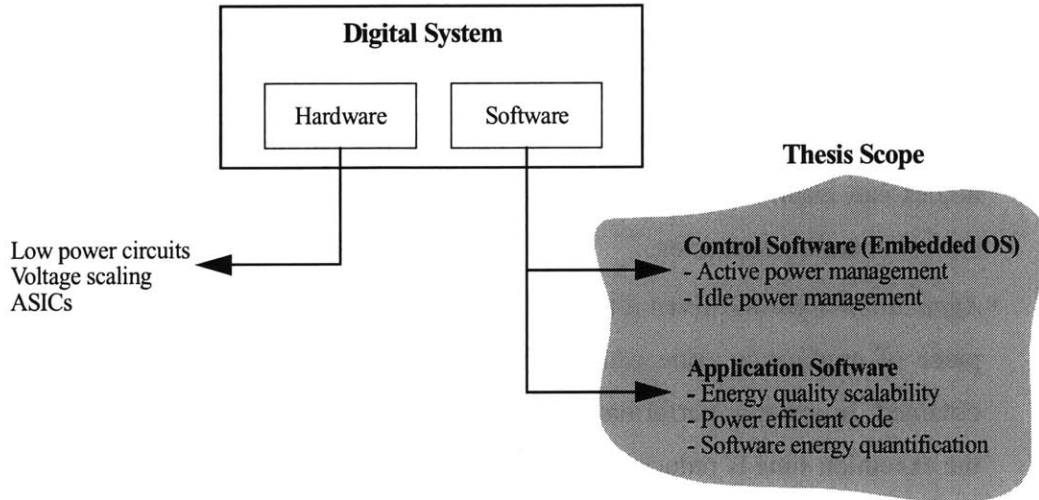 Digital System
Hardware
Software
Thesis Scope
Low power circuits
Voltage scaling
ASICs
Control Software (Embedded OS)
- Active power management
- Idle power management
Application Software
- Energy quality scalability
- Power efficient code
- Software energy quantification